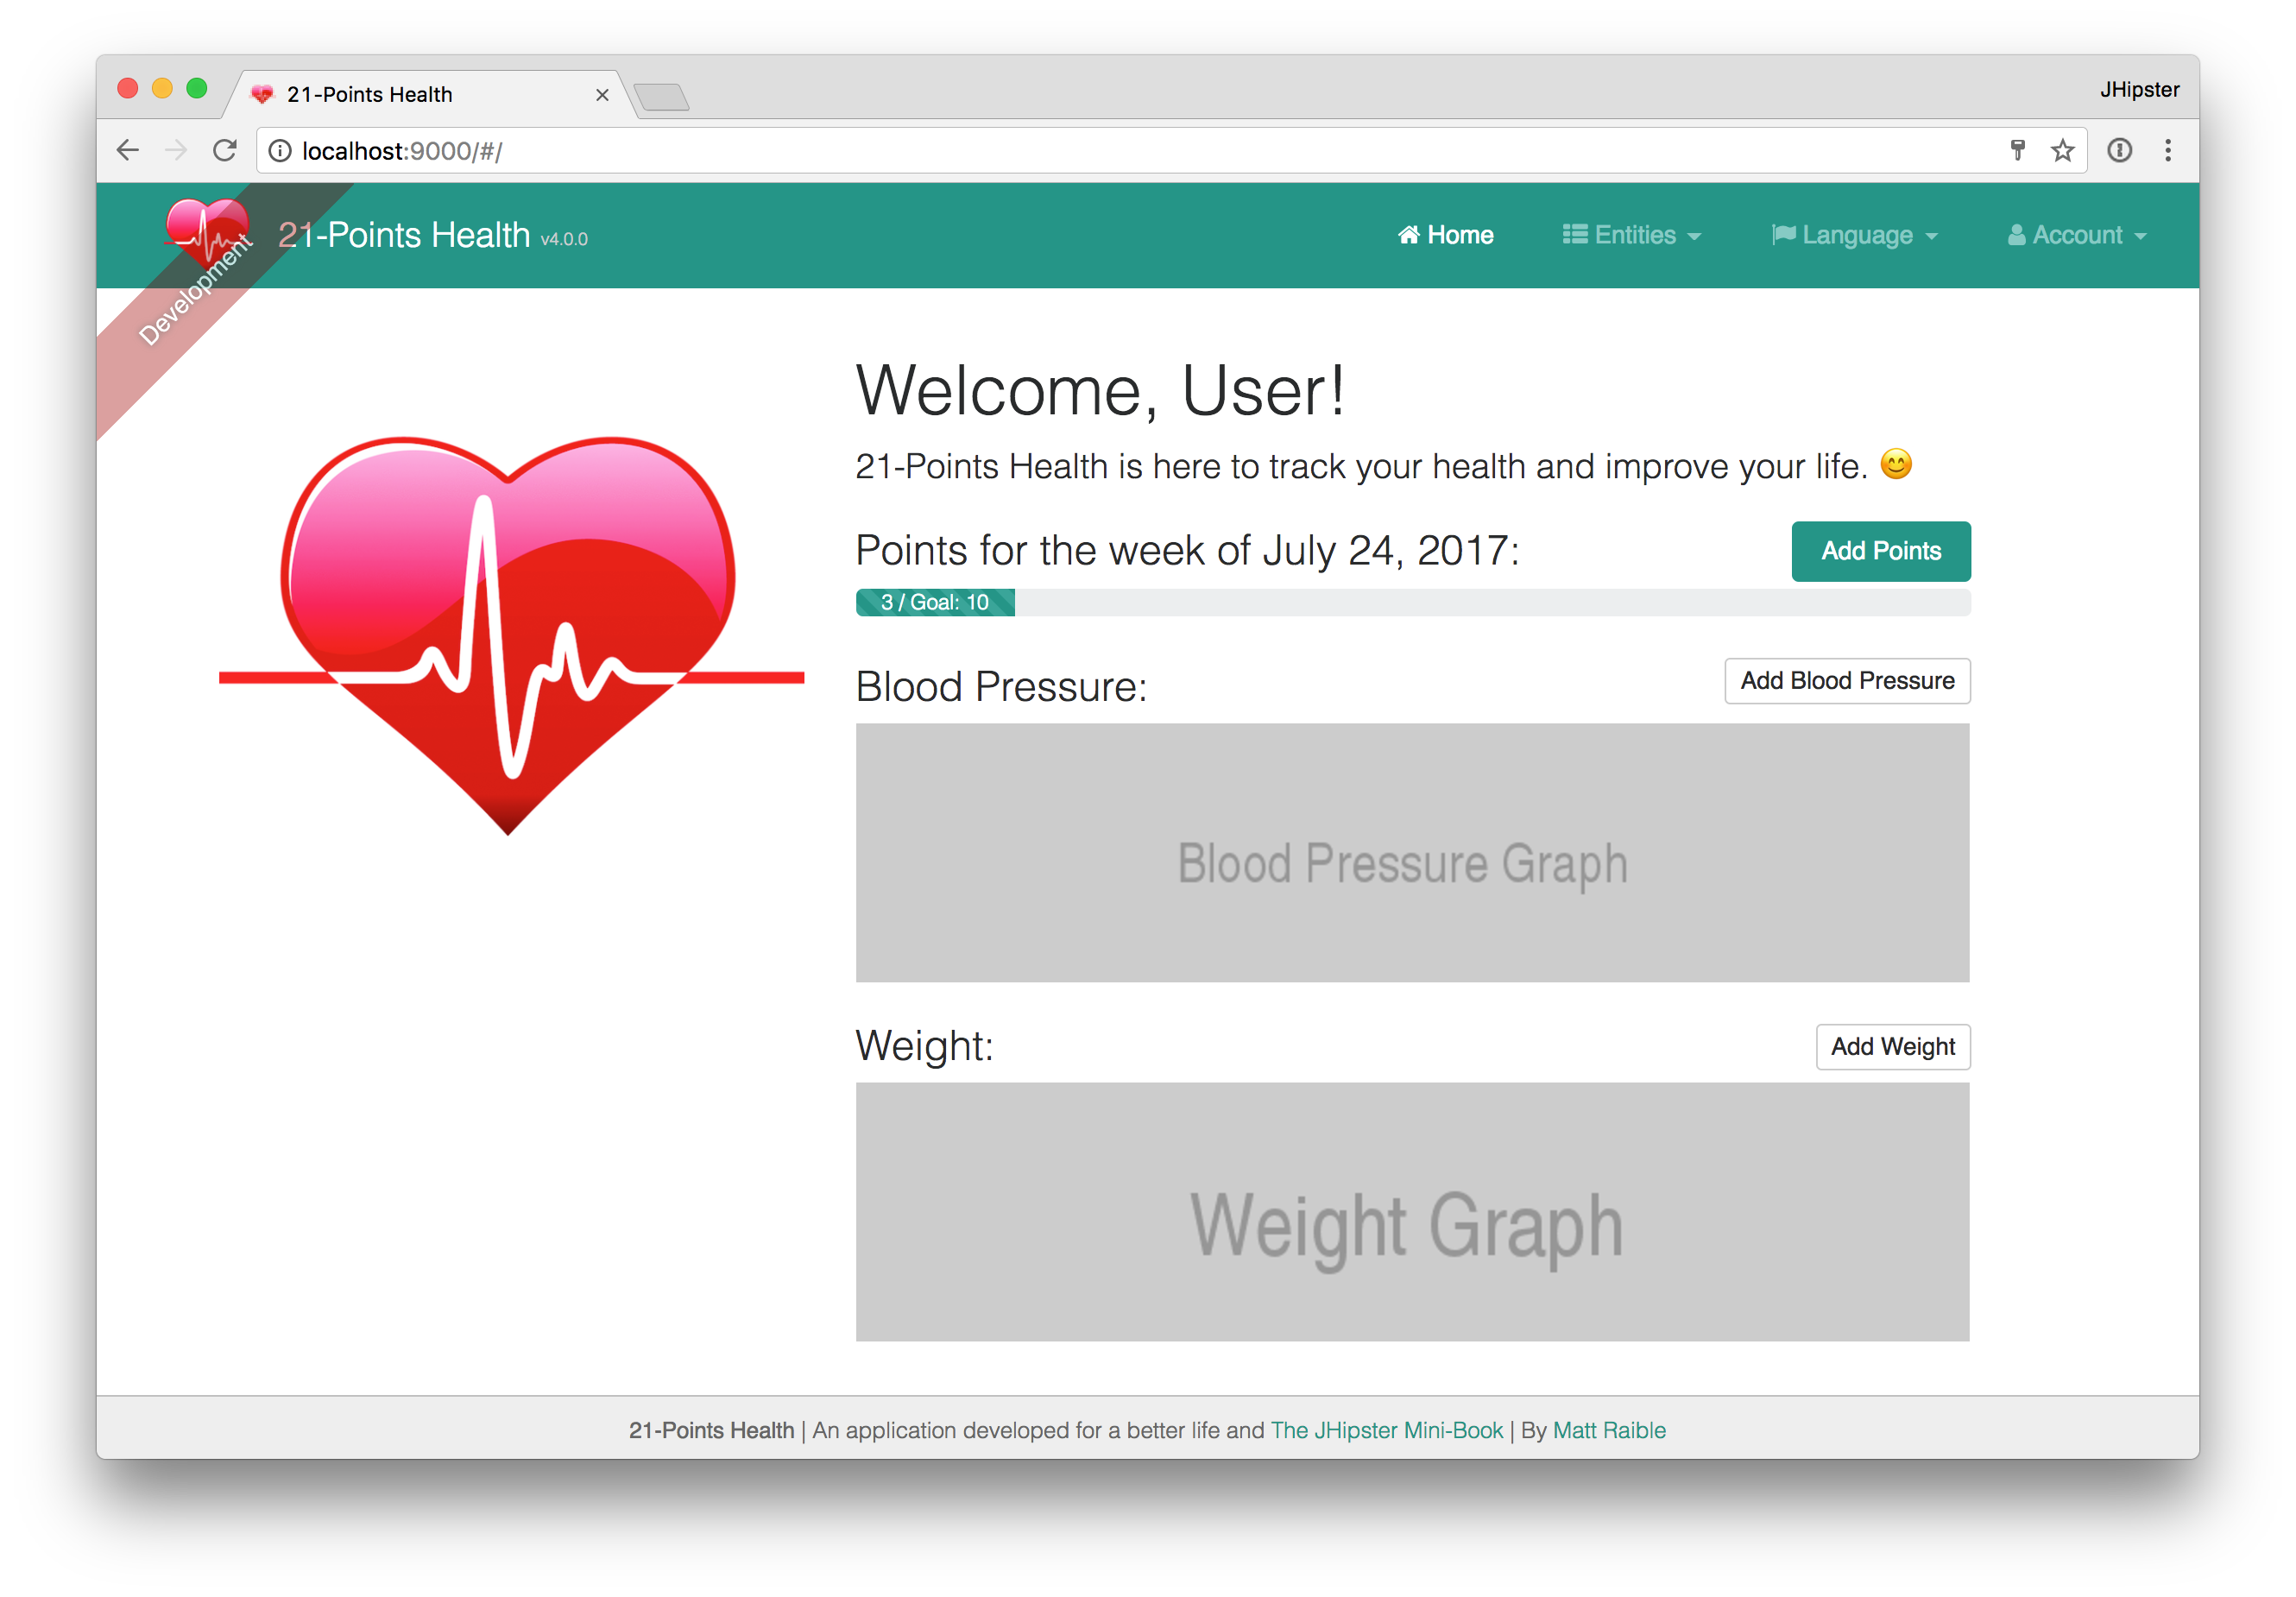 21-Points Health
JHipster
localhost:9000/#/
21-Points Health v4.0.0
Home
Entities
Language
Account
Development
Welcome, User!
21-Points Health is here to track your health and improve your life. 😊
Points for the week of July 24, 2017:
Add Points
3 / Goal: 10
Blood Pressure:
Add Blood Pressure
Blood Pressure Graph
Weight:
Add Weight
Weight Graph
21-Points Health | An application developed for a better life and The JHipster Mini-Book | By Matt Raible